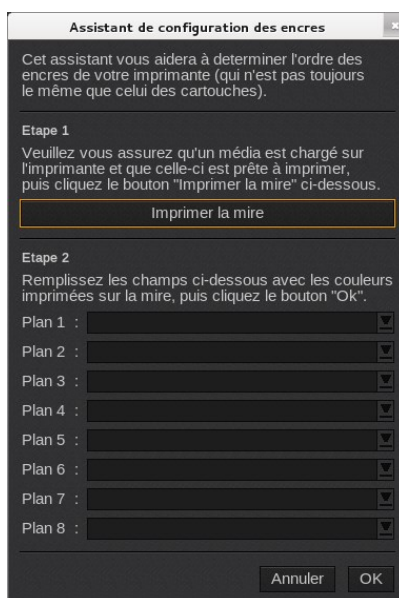 Assistant de configuration des encres
Cet assistant vous aidera à determiner l'ordre des
encres de votre imprimante (qui n'est pas toujours
le même que celui des cartouches).
Etape 1
Veuillez vous assurez qu'un média est chargé sur
l'imprimante et que celle-ci est prête à imprimer,
puis cliquez le bouton "Imprimer la mire" ci-dessous.
Imprimer la mire
Etape 2
Remplissez les champs ci-dessous avec les couleurs
imprimées sur la mire, puis cliquez le bouton "Ok".
Plan 1 :
Plan 2 :
Plan 3 :
Plan 4 :
Plan 5 :
Plan 6 :
Plan 7 :
Plan 8 :
Annuler OK